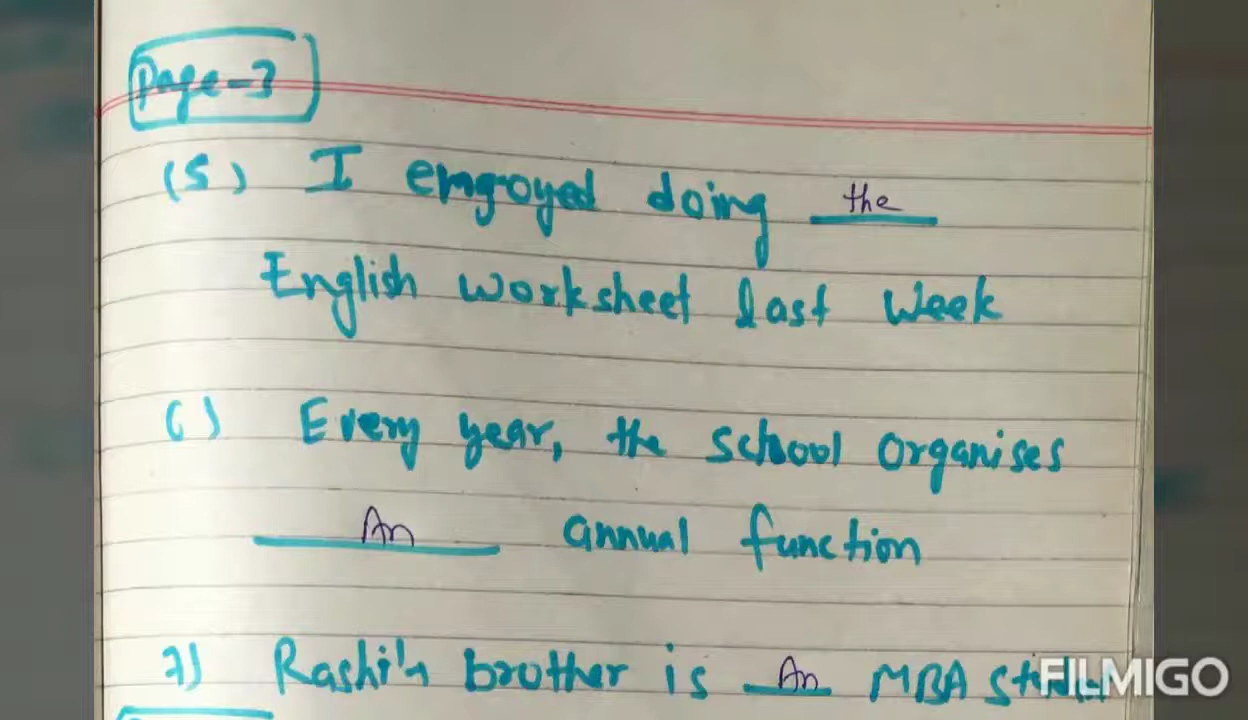 Page-3
(5) I emgoyed doing the
English worksheet last week
6) Every year, the school organises
An annual function
7) Rashi's brother is An MBA
FILMIGO